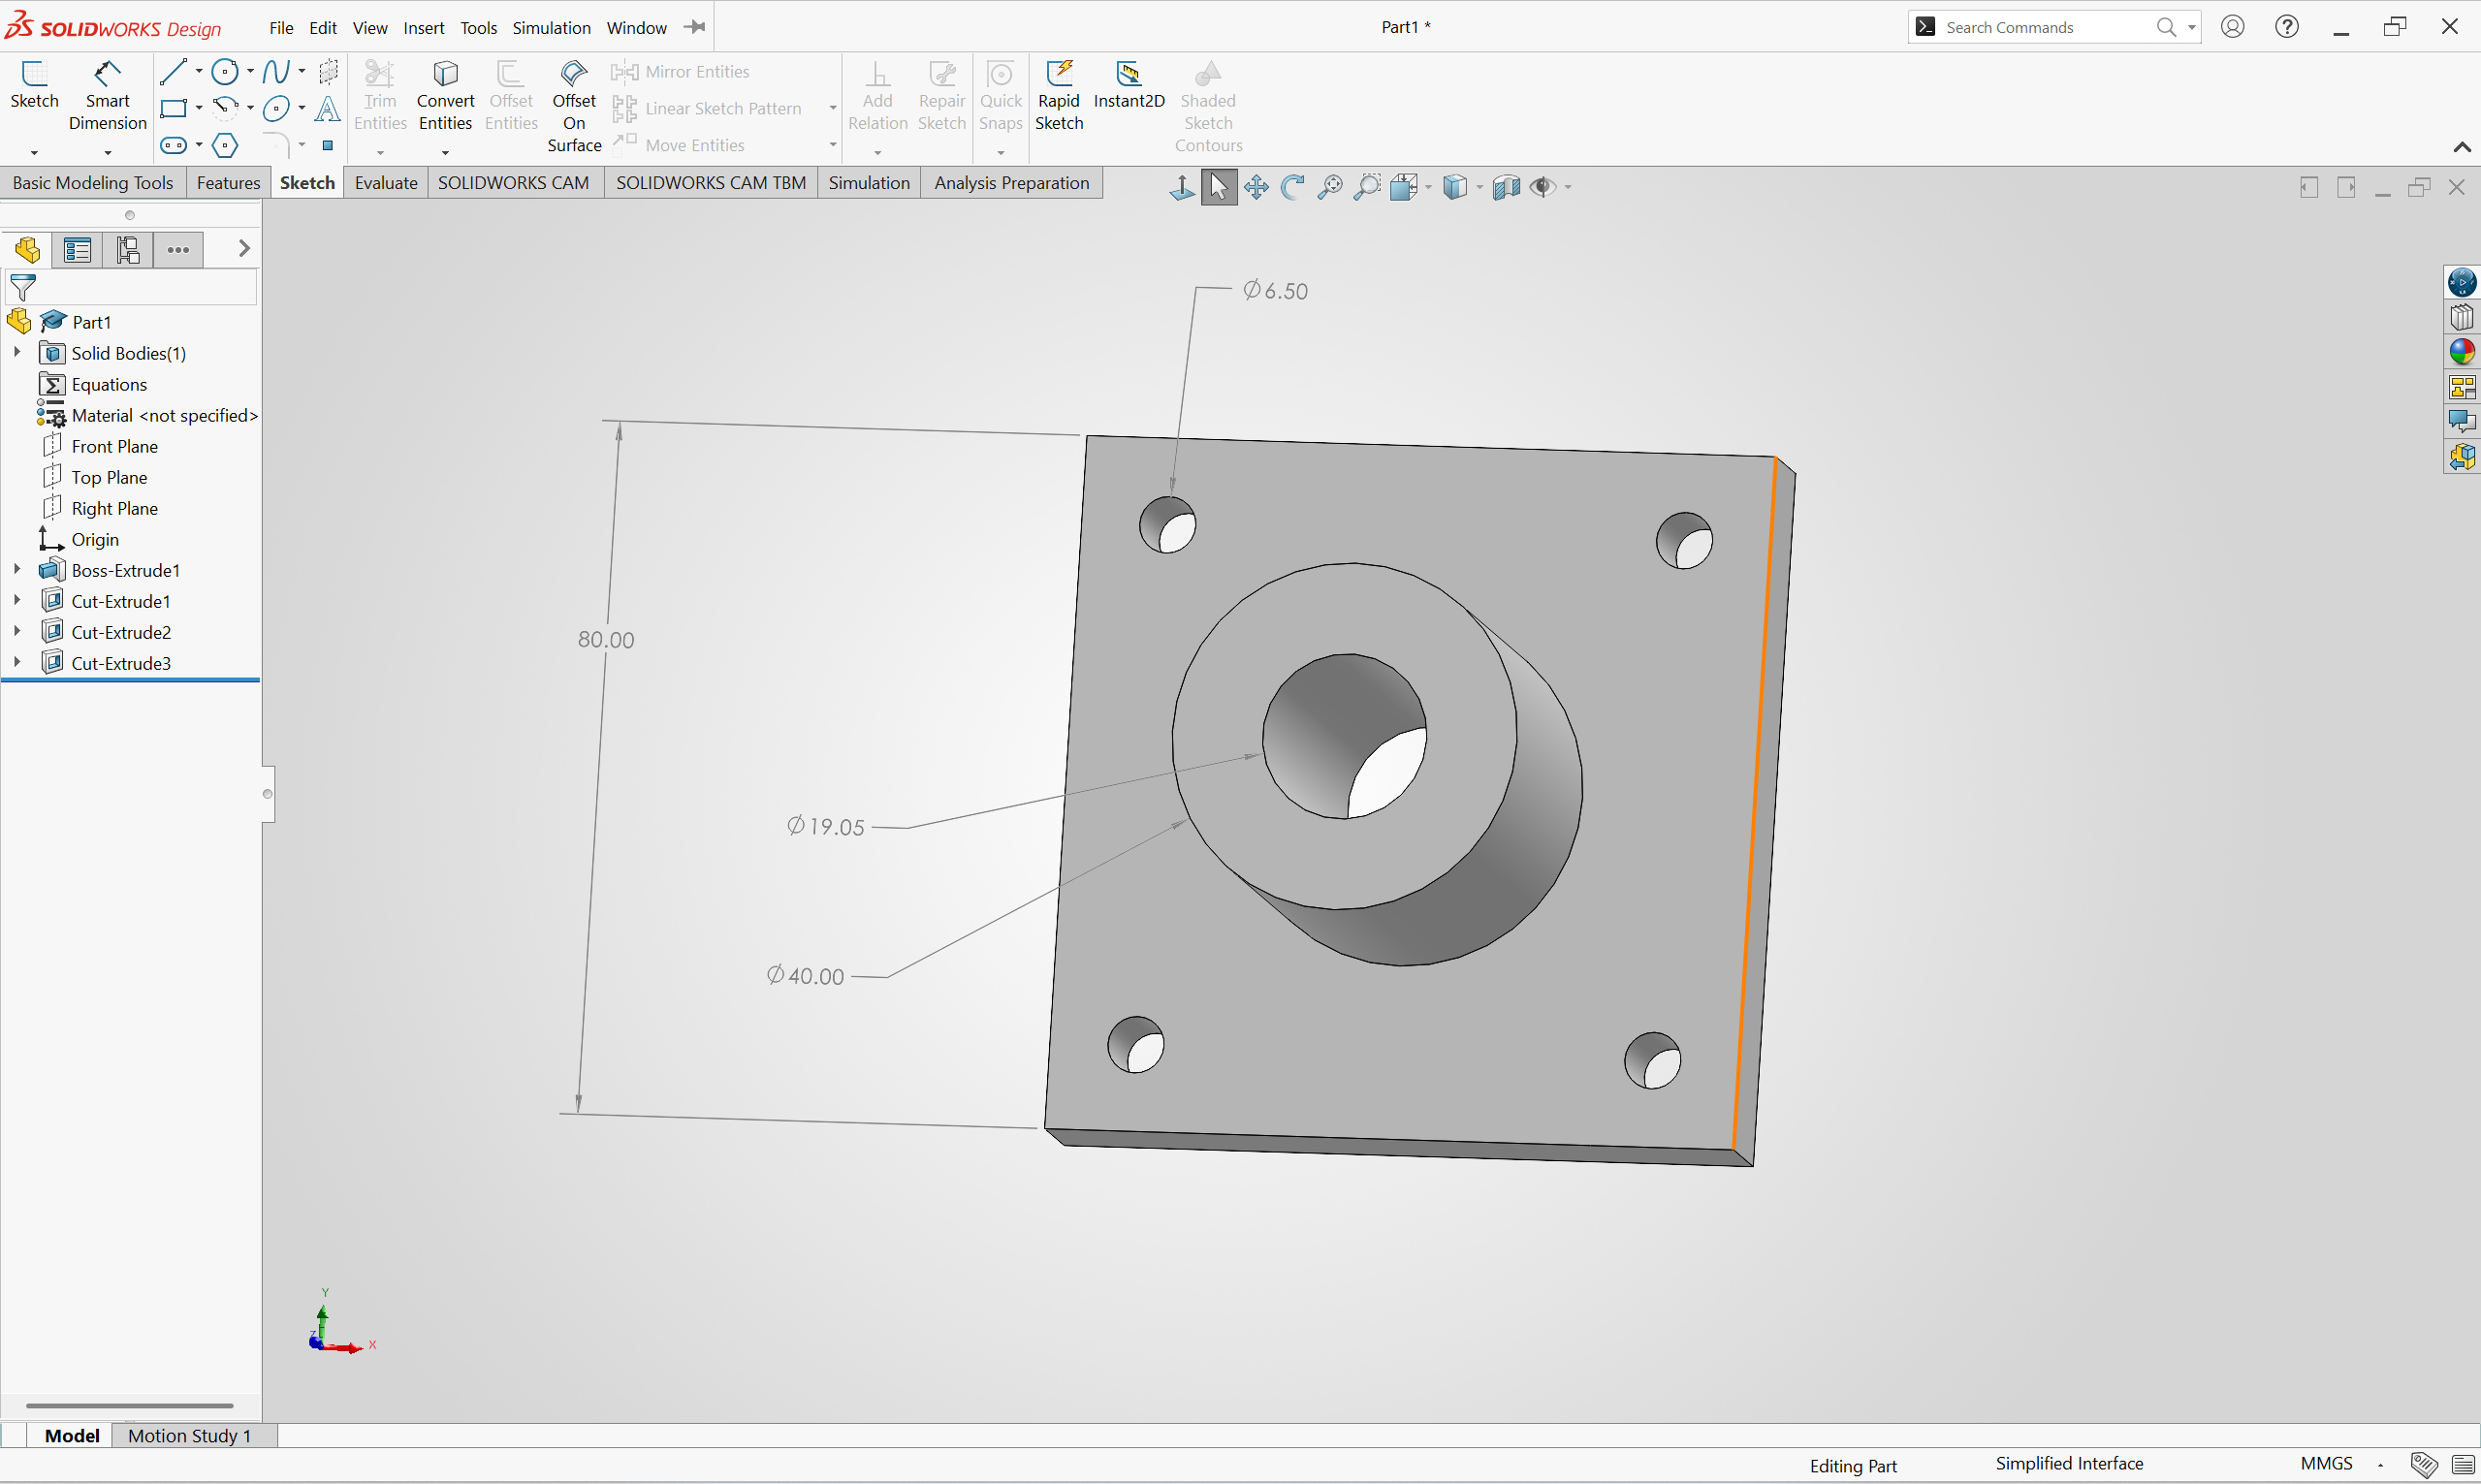 SOLIDWORKS Design
File Edit View Insert Tools Simulation Window
Part1 *
Search Commands
Sketch
Smart Dimension
Trim Entities
Convert Entities
Offset Entities
Offset On Surface
Mirror Entities
Linear Sketch Pattern
Move Entities
Add Relation
Repair Sketch
Quick Snaps
Rapid Sketch
Instant2D
Shaded Sketch Contours
Basic Modeling Tools Features Sketch Evaluate SOLIDWORKS CAM SOLIDWORKS CAM TBM Simulation Analysis Preparation
Part1
Solid Bodies(1)
Equations
Material <not specified>
Front Plane
Top Plane
Right Plane
Origin
Boss-Extrude1
Cut-Extrude1
Cut-Extrude2
Cut-Extrude3
∅6.50
80.00
∅19.05
∅40.00
Y
Z
X
Model Motion Study 1
Editing Part Simplified Interface MMGS